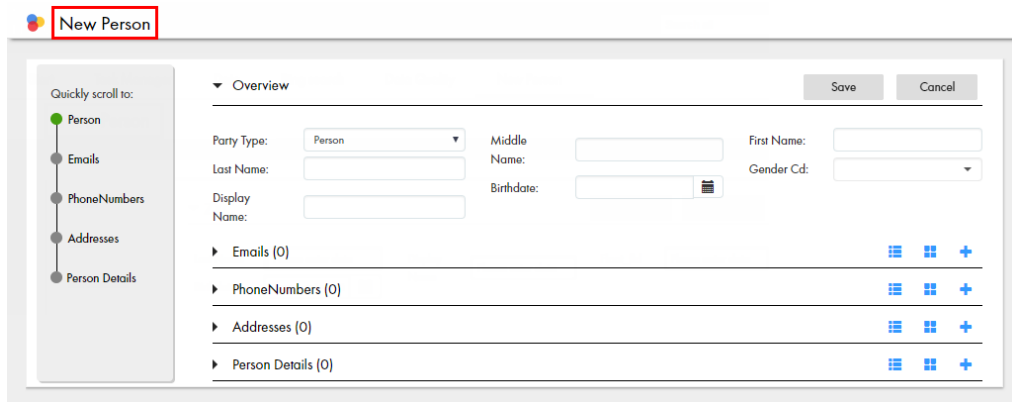 New Person
Quickly scroll to:
Person
Emails
PhoneNumbers
Addresses
Person Details
Overview
Save
Cancel
Party Type:
Person
Last Name:
Display
Name:
Middle
Name:
Birthdate:
First Name:
Gender Cd:
Emails (0)
PhoneNumbers (0)
Addresses (0)
Person Details (0)